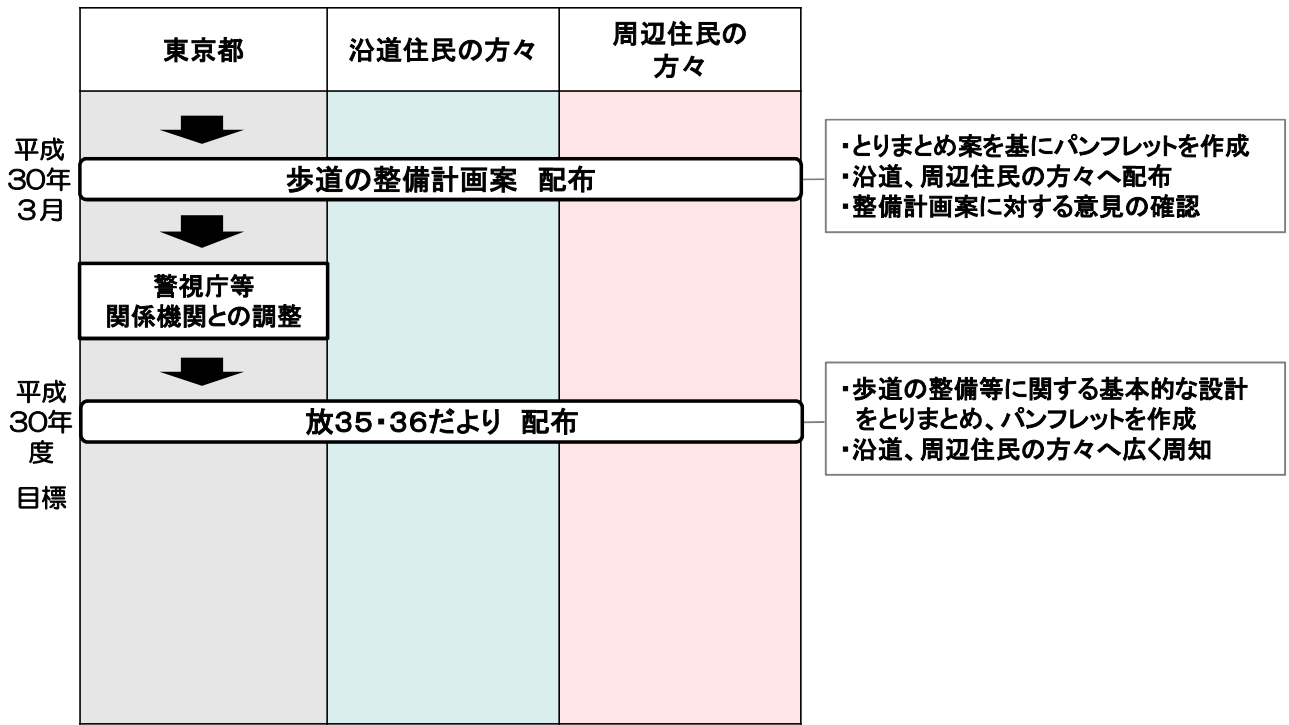 東京都
沿道住民の方々
周辺住民の
方々
平成
30年
3月
歩道の整備計画案 配布
・とりまとめ案を基にパンフレットを作成
・沿道、周辺住民の方々へ配布
・整備計画案に対する意見の確認
警視庁等
関係機関との調整
平成
30年
度
目標
放35・36だより 配布
・歩道の整備等に関する基本的な設計
をとりまとめ、パンフレットを作成
・沿道、周辺住民の方々へ広く周知